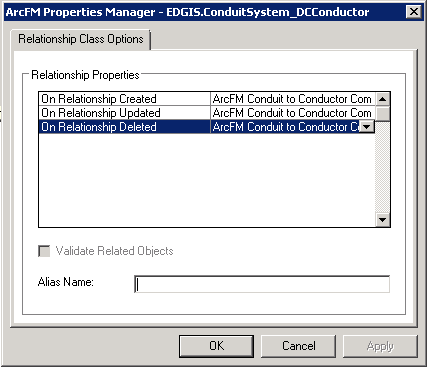 ArcFM Properties Manager - EDGIS.ConduitSystem_DCConductor
Relationship Class Options
Relationship Properties
On Relationship Created ArcFM Conduit to Conductor Com
On Relationship Updated ArcFM Conduit to Conductor Com
On Relationship Deleted ArcFM Conduit to Conductor
Validate Related Objects
Alias Name:
OK Cancel Apply